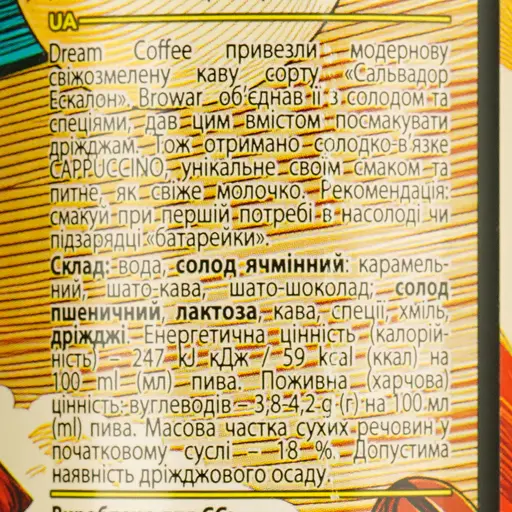 UA
Dream Coffee привезли модернову
свіжозмелену каву сорту «Сальвадор
Ескалон». Browar об'єднав її з солодом та
спеціями, дав цим вмістом посмакувати
дріжджам. Тож отримано солодко-в'язке
CAPPUCCINO, унікальне своїм смаком та
питне, як свіже молочко. Рекомендація:
смакуй при першій потребі в насолоді чи
підзарядці «батарейки».
Склад: вода, солод ячмінний: карамель-
ний, шато-кава, шато-шоколад; солод
пшеничний, лактоза, кава, спеції, хміль,
дріжджі. Енергетична цінність (калорій-
ність) – 247 kJ кДж / 59 kcal (ккал) на
100 ml (мл) пива. Поживна (харчова)
цінність: вуглеводів – 3,8-4,2 g (г) на 100 мл
(ml) пива. Масова частка сухих речовин у
початковому суслі – 18 %. Допустима
наявність дріжджового осаду.